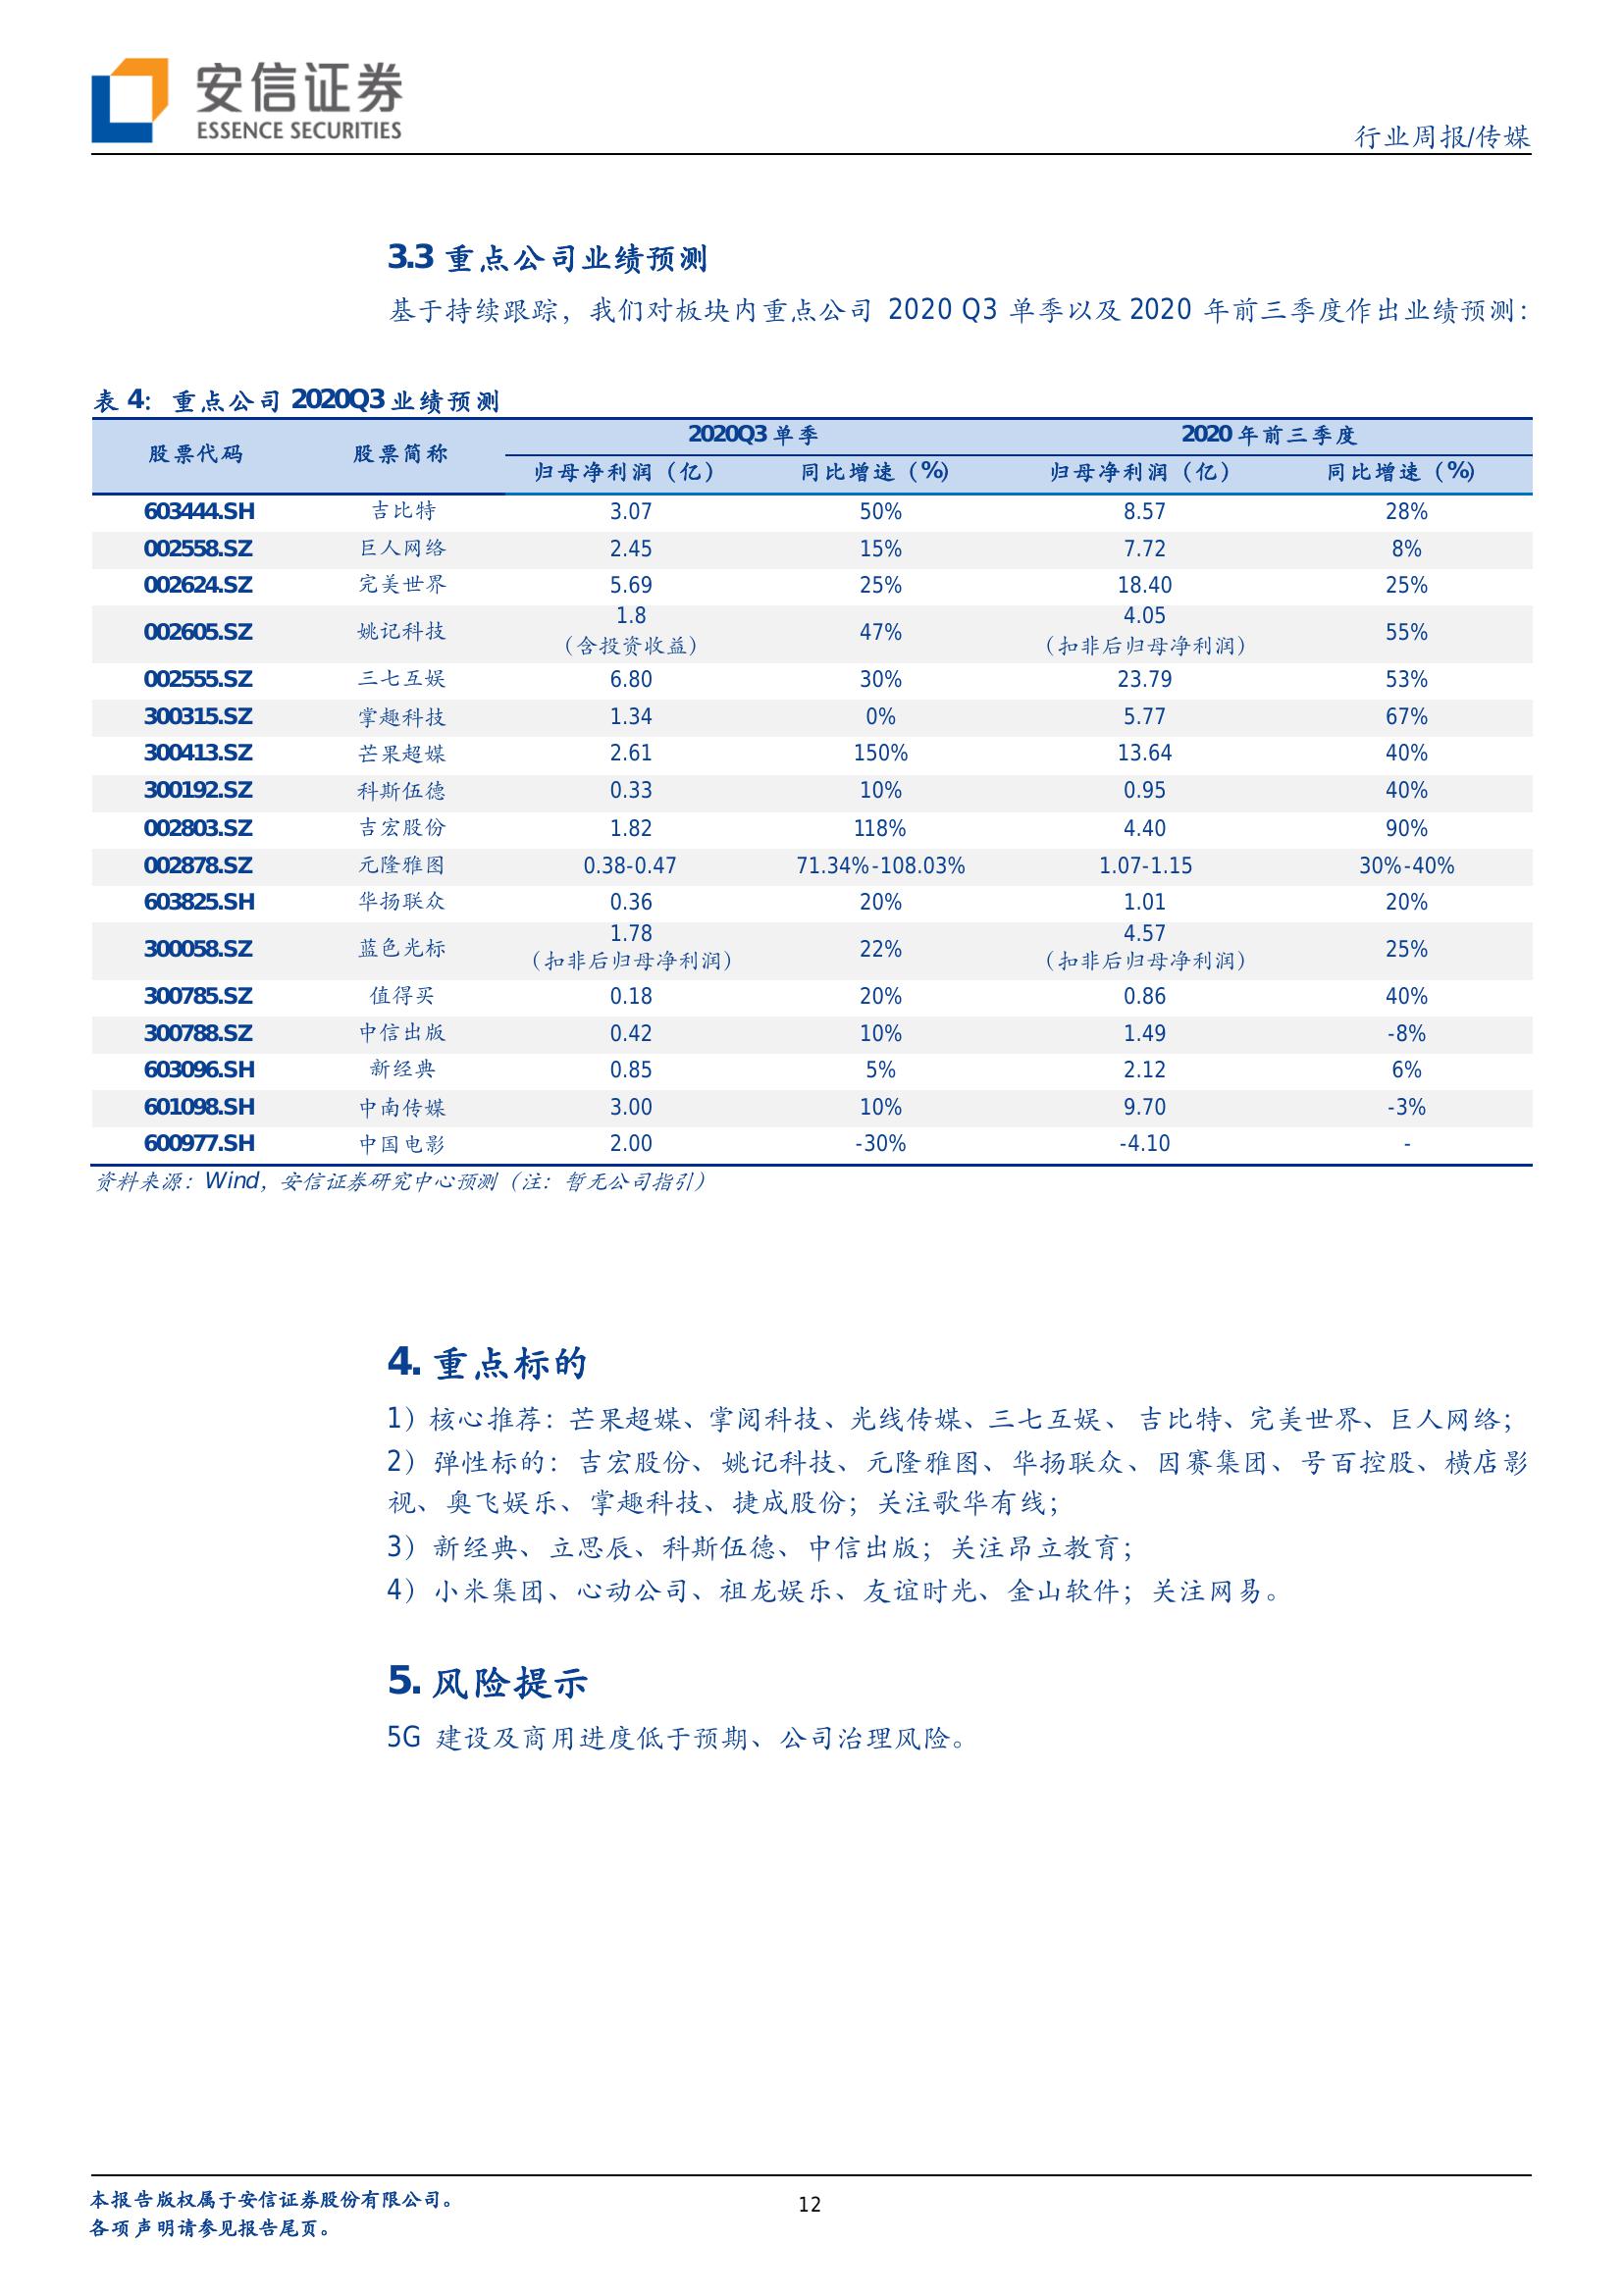 安信证券
ESSENCE SECURITIES
行业周报/传媒
3.3 重点公司业绩预测
基于持续跟踪，我们对板块内重点公司 2020 Q3 单季以及 2020 年前三季度作出业绩预测：
表 4：重点公司 2020Q3 业绩预测
股票代码 股票简称 2020Q3 单季 2020 年前三季度
归母净利润（亿） 同比增速（%） 归母净利润（亿） 同比增速（%）
603444.SH 吉比特 3.07 50% 8.57 28%
002558.SZ 巨人网络 2.45 15% 7.72 8%
002624.SZ 完美世界 5.69 25% 18.40 25%
002605.SZ 姚记科技 1.8 （含投资收益） 47% 4.05 （扣非后归母净利润） 55%
002555.SZ 三七互娱 6.80 30% 23.79 53%
300315.SZ 掌趣科技 1.34 0% 5.77 67%
300413.SZ 芒果超媒 2.61 150% 13.64 40%
300192.SZ 科斯伍德 0.33 10% 0.95 40%
002803.SZ 吉宏股份 1.82 118% 4.40 90%
002878.SZ 元隆雅图 0.38-0.47 71.34%-108.03% 1.07-1.15 30%-40%
603825.SH 华扬联众 0.36 20% 1.01 20%
300058.SZ 蓝色光标 1.78 （扣非后归母净利润） 22% 4.57 （扣非后归母净利润） 25%
300785.SZ 值得买 0.18 20% 0.86 40%
300788.SZ 中信出版 0.42 10% 1.49 -8%
603096.SH 新经典 0.85 5% 2.12 6%
601098.SH 中南传媒 3.00 10% 9.70 -3%
600977.SH 中国电影 2.00 -30% -4.10 -
资料来源：Wind，安信证券研究中心预测（注：暂无公司指引）
4. 重点标的
1）核心推荐：芒果超媒、掌阅科技、光线传媒、三七互娱、 吉比特、完美世界、巨人网络；
2）弹性标的：吉宏股份、姚记科技、元隆雅图、华扬联众、因赛集团、号百控股、横店影
视、奥飞娱乐、掌趣科技、捷成股份；关注歌华有线；
3）新经典、立思辰、科斯伍德、中信出版；关注昂立教育；
4）小米集团、心动公司、祖龙娱乐、友谊时光、金山软件；关注网易。
5. 风险提示
5G 建设及商用进度低于预期、公司治理风险。
本报告版权属于安信证券股份有限公司。
各项声明请参见报告尾页。
12